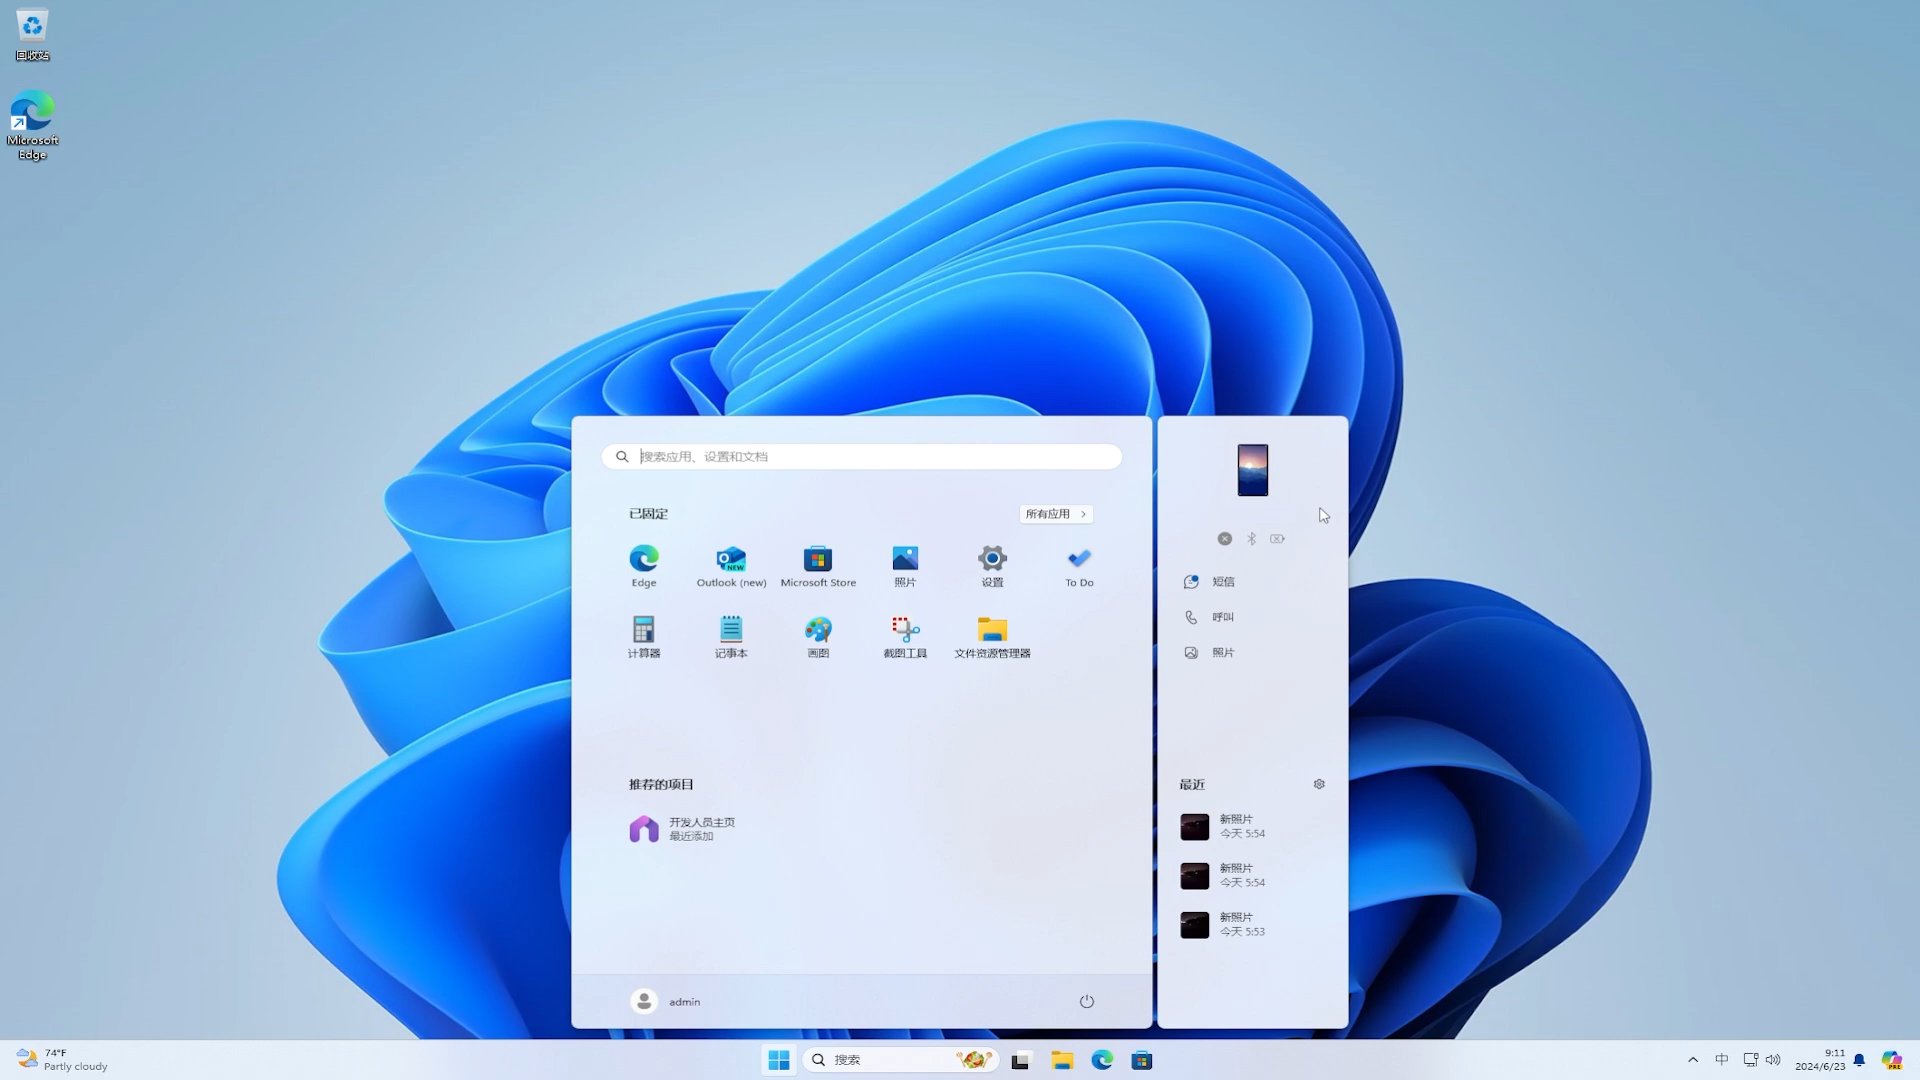 回收站
Microsoft
Edge
搜索应用、设置和文档
已固定
所有应用
Edge
Outlook (new)
Microsoft Store
照片
设置
To Do
计算器
记事本
画图
截图工具
文件资源管理器
推荐的项目
开发人员主页
最近添加
admin
短信
呼叫
照片
最近
新照片
今天 5:54
新照片
今天 5:54
新照片
今天 5:53
74°F
Partly cloudy
搜索
中
9:11
2024/6/23
NEW
PRE